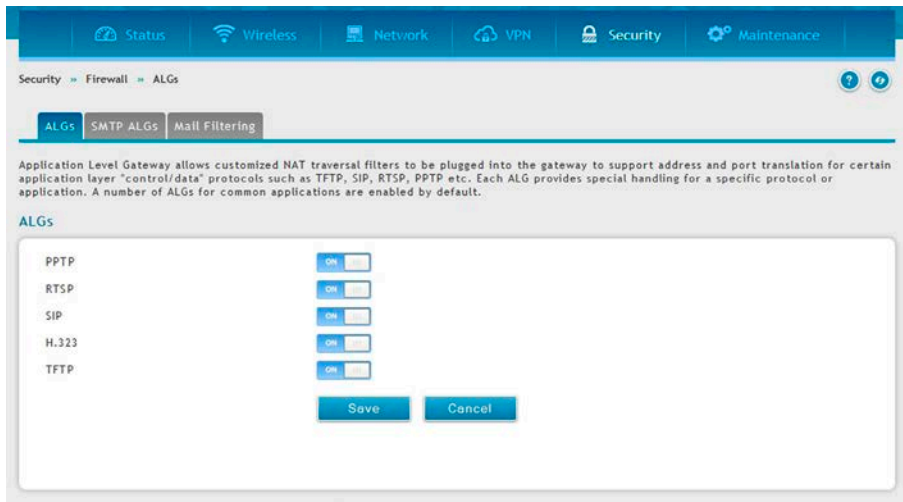 Status Wireless Network VPN Security Maintenance
Security » Firewall » ALGs
ALGs SMTP ALGs Mail Filtering
Application Level Gateway allows customized NAT traversal filters to be plugged into the gateway to support address and port translation for certain
application layer "control/data" protocols such as TFTP, SIP, RTSP, PPTP etc. Each ALG provides special handling for a specific protocol or
application. A number of ALGs for common applications are enabled by default.
ALGs
PPTP ON
RTSP ON
SIP ON
H.323 ON
TFTP ON
Save Cancel